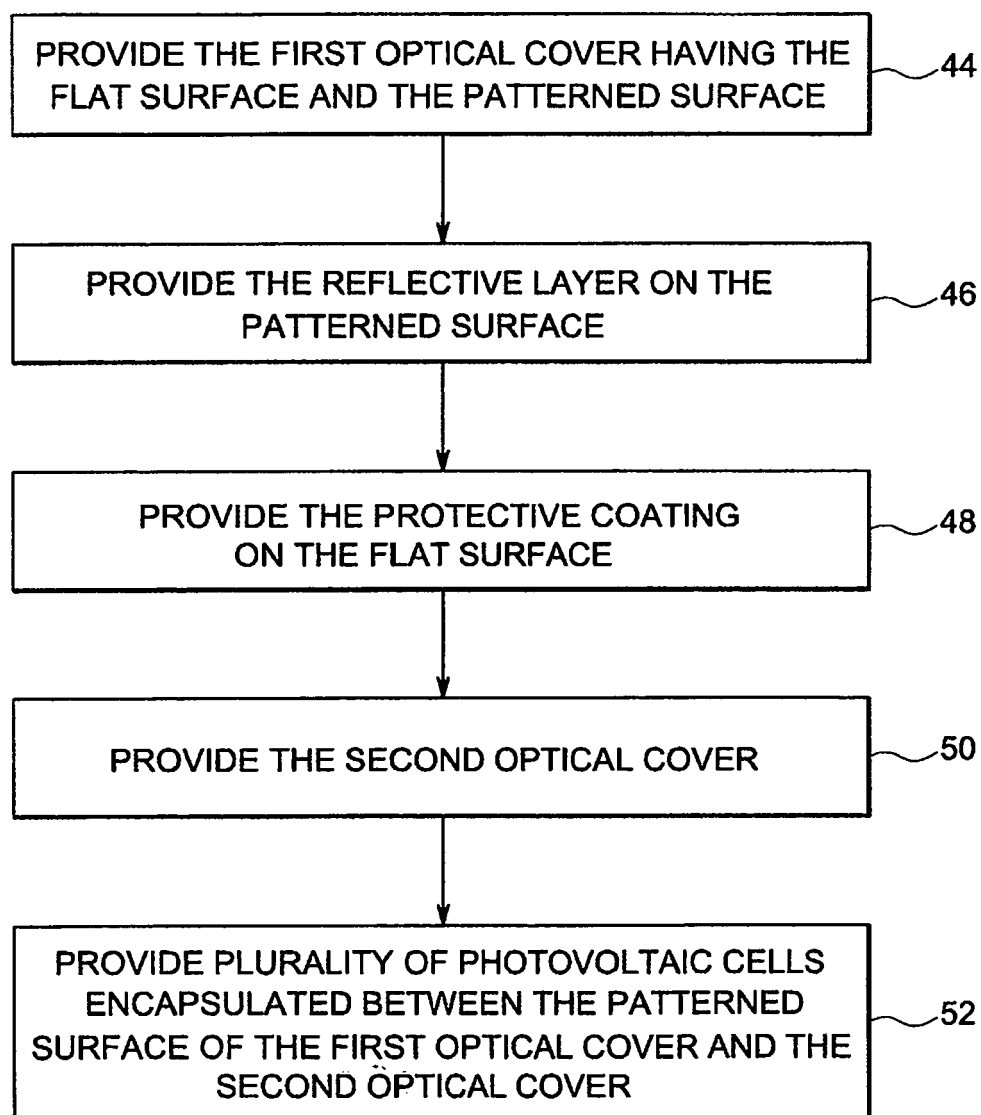 PROVIDE THE FIRST OPTICAL COVER HAVING THE
FLAT SURFACE AND THE PATTERNED SURFACE
44
PROVIDE THE REFLECTIVE LAYER ON THE
PATTERNED SURFACE
46
PROVIDE THE PROTECTIVE COATING
ON THE FLAT SURFACE
48
PROVIDE THE SECOND OPTICAL COVER
50
PROVIDE PLURALITY OF PHOTOVOLTAIC CELLS
ENCAPSULATED BETWEEN THE PATTERNED
SURFACE OF THE FIRST OPTICAL COVER AND THE
SECOND OPTICAL COVER
52